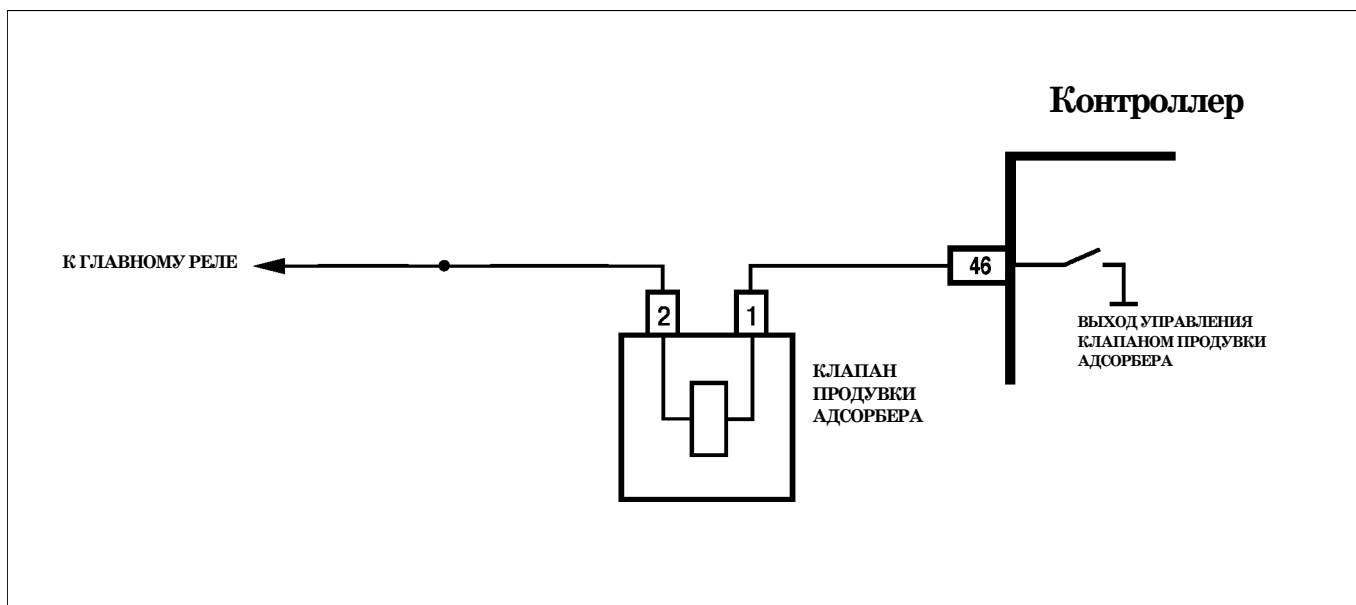 Контроллер
К ГЛАВНОМУ РЕЛЕ
46
ВЫХОД УПРАВЛЕНИЯ
КЛАПАНОМ ПРОДУВКИ
АДСОРБЕРА
2
1
КЛАПАН
ПРОДУВКИ
АДСОРБЕРА